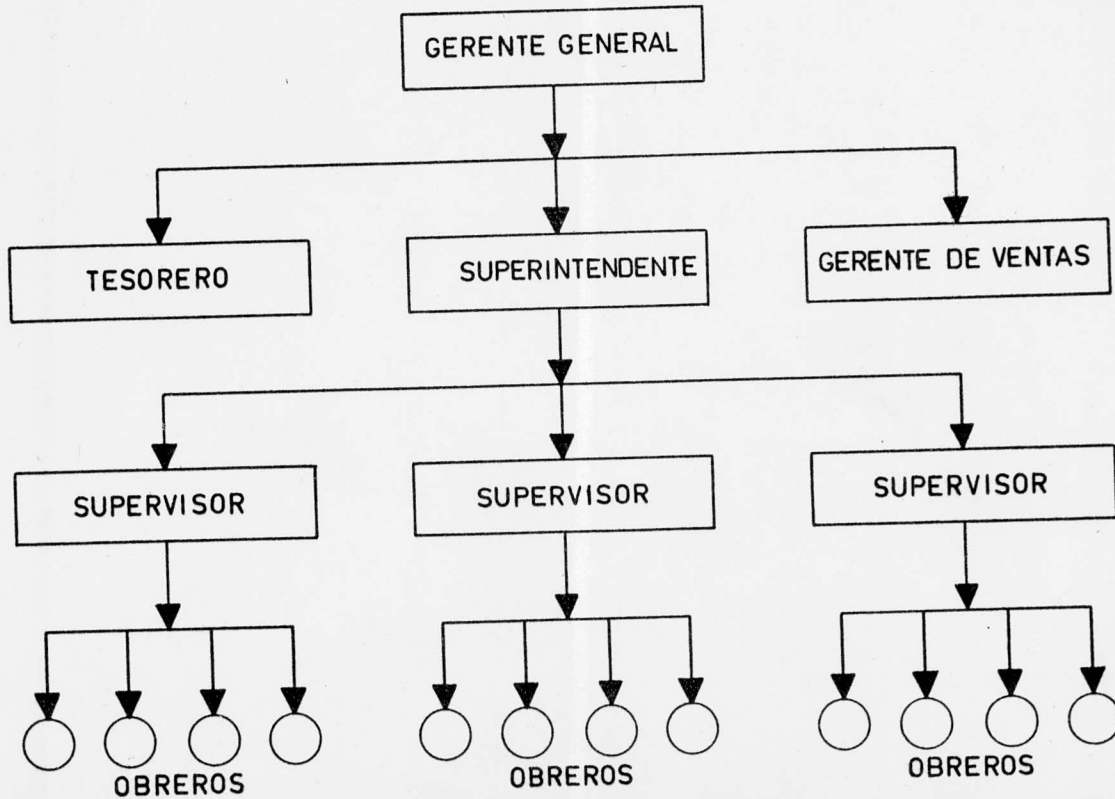 GERENTE GENERAL
TESORERO
SUPERINTENDENTE
GERENTE DE VENTAS
SUPERVISOR
SUPERVISOR
SUPERVISOR
OBREROS
OBREROS
OBREROS